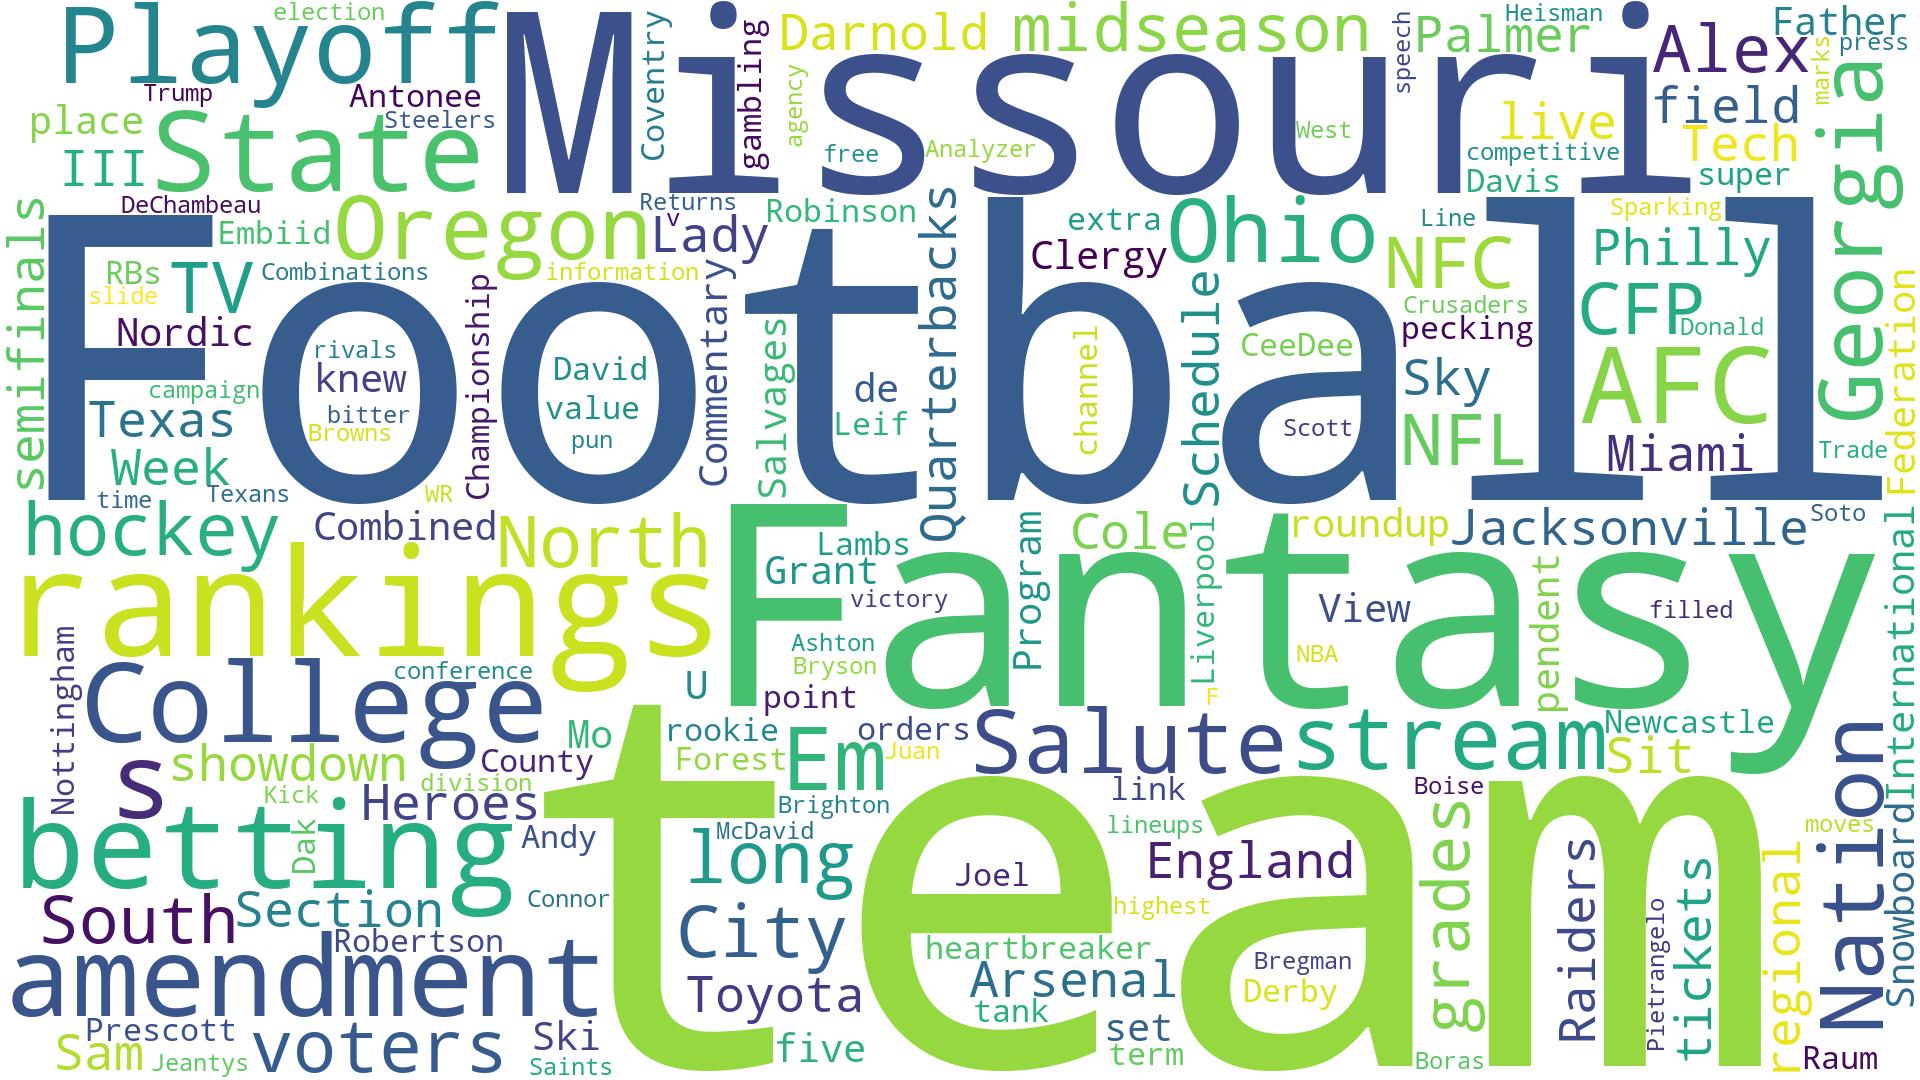 election
Playoff
Missouri
Coventry
gambling
Darnold
midseason
speech
Palmer
Heisman
Father
Alex
press
marks
Georgia
Trump
Antonee
Steelers
place
State
III
agency
free
Analyzer
West
live
field
Tech
competitive
Davis
super
DeChambeau
Embiid
Oregon
Returns
v
Lady
Robinson
Quarterbacks
extra
Clergy
Ohio
Line
NFC
Sparking
Philly
semifinals
RBs
slide
TV
Combinations
information
Nordic
Football
Championship
Commentary
Salvages
Schedule
Crusaders
pecking
CFP
Donald
Federation
rivals
knew
bitter
Browns
David
value
pun
de
Leif
channel
CeeDee
Scott
Sky
NFL
AFC
Miami
Trade
campaign
Texas
Week
time
Texans
WR
hockey
Combined
North
Lambs
Grant
victory
Program
Cole
Liverpool
roundup
Jacksonville
Soto
International
rankings
Fantasy
Ashton
Bryson
point
U
View
NBA
F
pendent
filled
Nottingham
College
conference
Mo
rookie
Forest
Em
orders
Juan
Salute
stream
Newcastle
Sit
Nation
s
showdown
County
division
Kick
Heroes
Andy
Brighton
link
Boise
betting
Dak
team
McDavid
long
lineups
England
grades
moves
Snowboard
South
Section
Connor
Joel
highest
City
Raiders
Pietrangelo
tickets
regional
Robertson
amendment
heartbreaker
Arsenal
tank
Bregman
Derby
Toyota
Prescott
Sam
Jeantys
voters
Ski
Saints
five
set
term
Boras
Raum